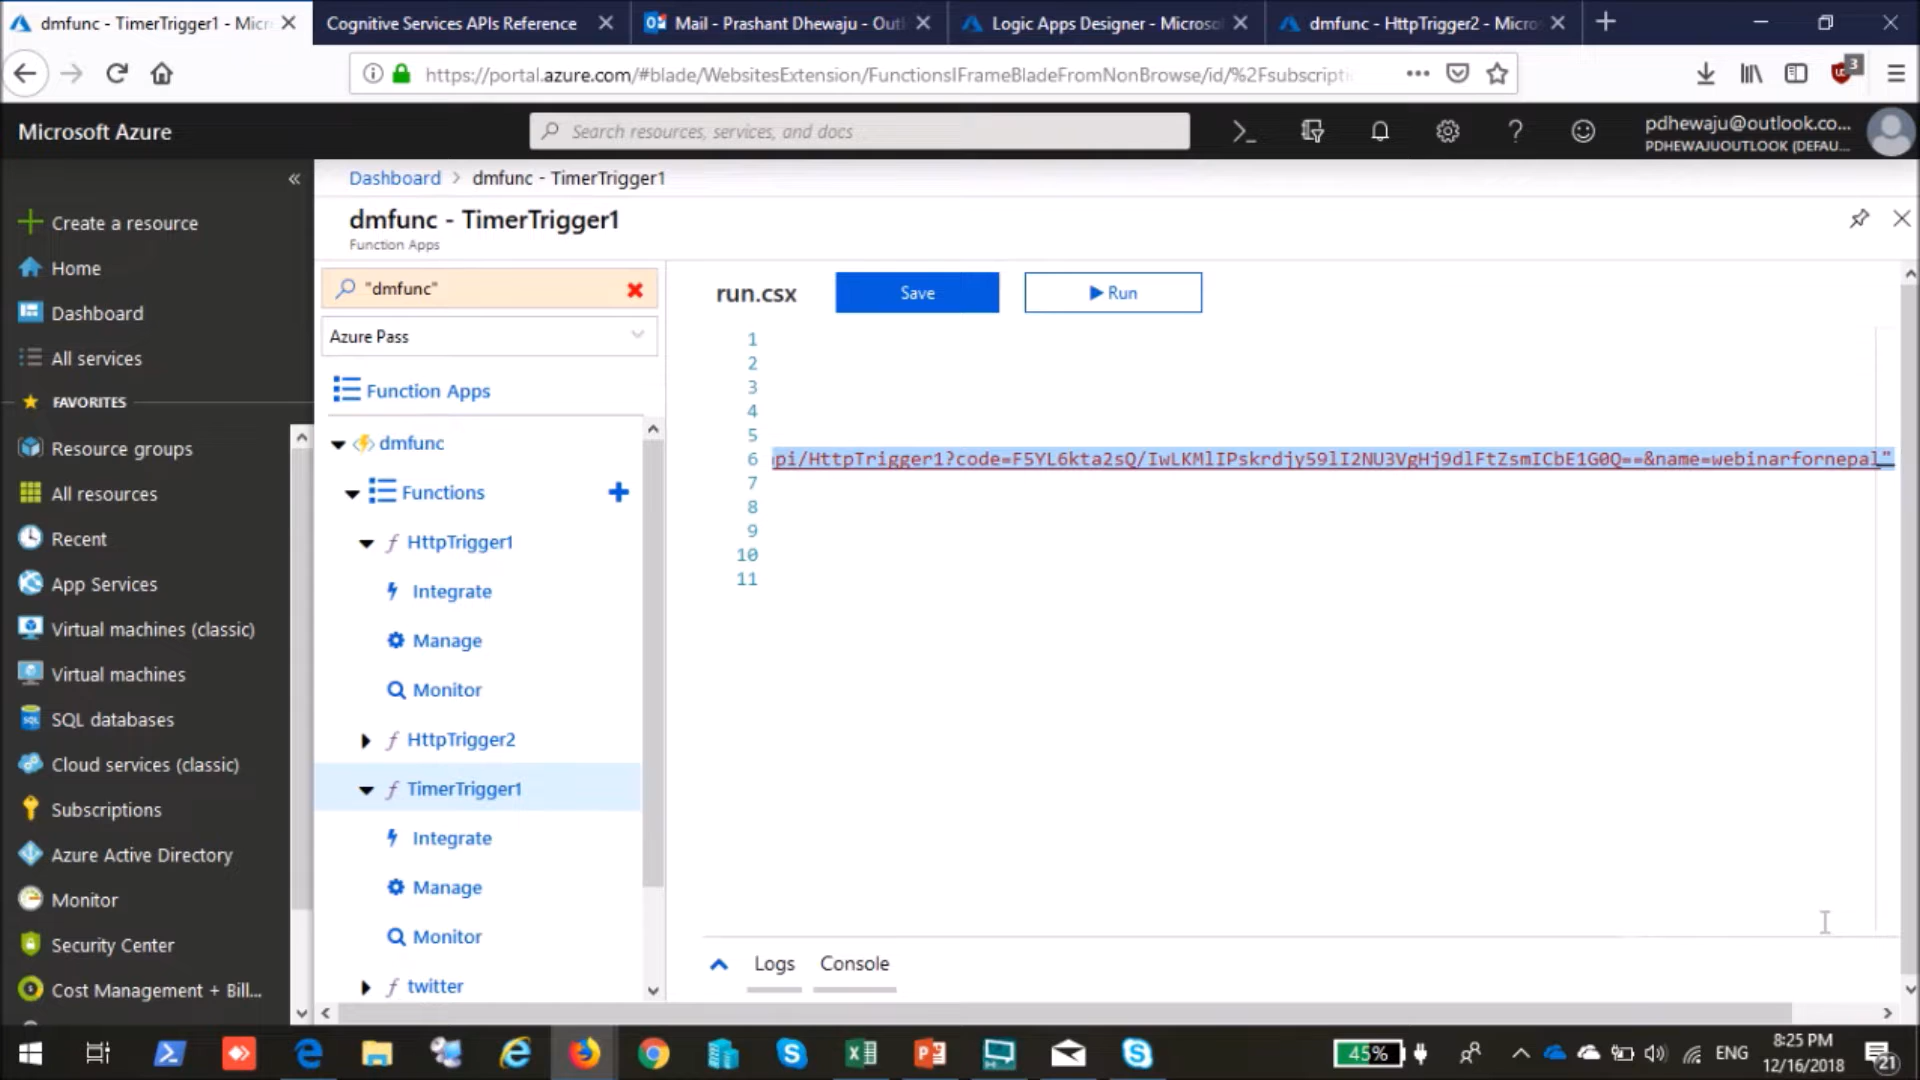 dmfunc - TimerTrigger1 - Micr
Cognitive Services APIs Reference
Mail - Prashant Dhewaju - Outl
Logic Apps Designer - Microso
dmfunc - HttpTrigger2 - Micro
https://portal.azure.com/#blade/WebsitesExtension/FunctionsIFrameBladeFromNonBrowse/id/%2Fsubscripti
3
Microsoft Azure
Search resources, services, and docs
pdhewaju@outlook.co...
PDHEWAJUOUTLOOK (DEFAU...
Create a resource
Home
Dashboard
All services
FAVORITES
Resource groups
All resources
Recent
App Services
Virtual machines (classic)
Virtual machines
SQL databases
Cloud services (classic)
Subscriptions
Azure Active Directory
Monitor
Security Center
Cost Management + Bill...
Dashboard > dmfunc - TimerTrigger1
dmfunc - TimerTrigger1
Function Apps
"dmfunc"
Azure Pass
Function Apps
dmfunc
Functions
HttpTrigger1
Integrate
Manage
Monitor
HttpTrigger2
TimerTrigger1
Integrate
Manage
Monitor
twitter
run.csx
Save
Run
1
2
3
4
5
6 pi/HttpTrigger1?code=F5YL6kta2sQ/IwLKMlIPskrdjy59lI2NU3VgHj9dlFtZsmICbE1G0Q==&name=webinarfornepal"
7
8
9
10
11
Logs
Console
45%
ENG
8:25 PM
12/16/2018
21